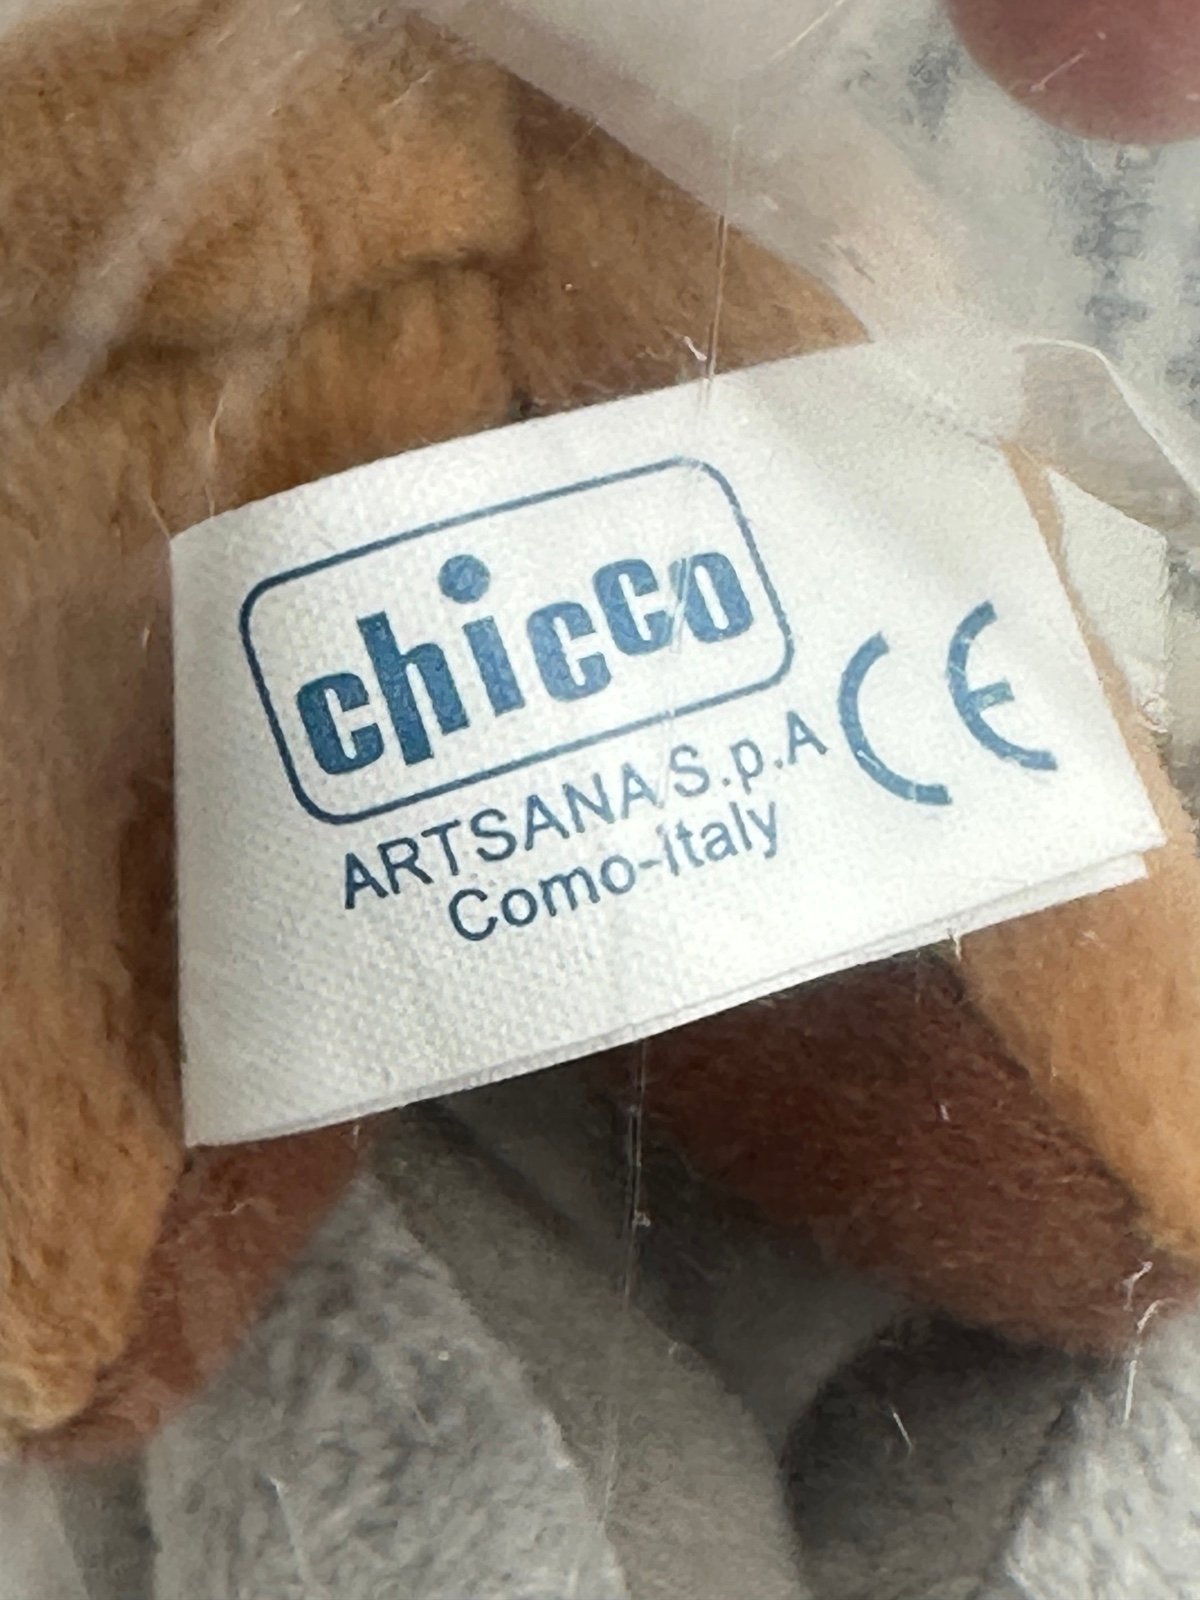 chicco
ARTSANA S.p.A
Como-Italy
CE